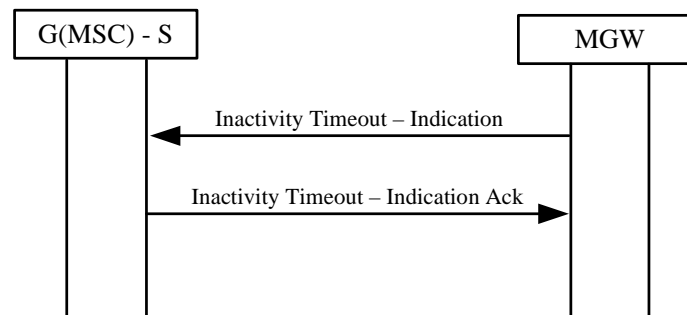 G(MSC) - S
MGW
Inactivity Timeout – Indication
Inactivity Timeout – Indication Ack